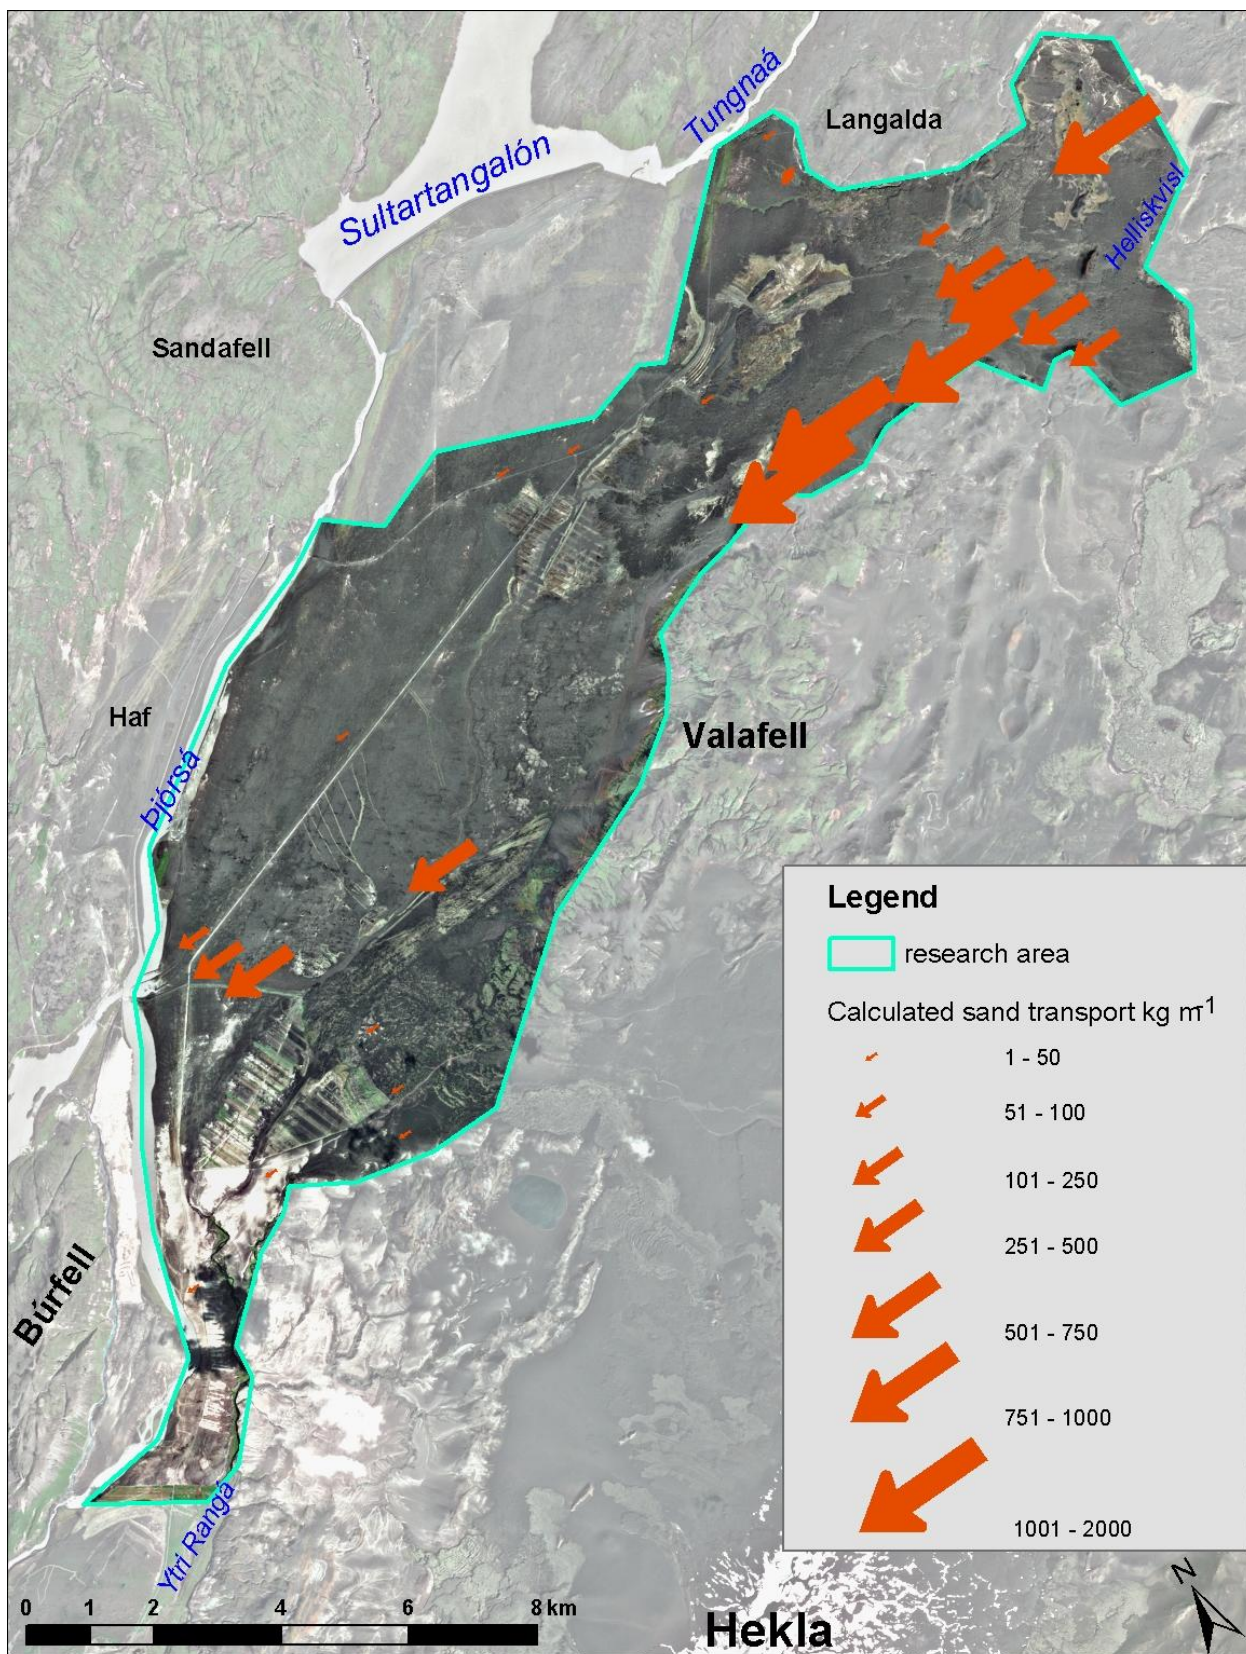 Tungnaá
Langalda
Sultartangalón
Helliskvísl
Sandafell
Haf
Þjórsá
Valafell
Legend
research area
Calculated sand transport kg m-1
1 - 50
51 - 100
101 - 250
251 - 500
501 - 750
751 - 1000
1001 - 2000
Búrfell
Ytri Rangá
N
0 1 2 4 6 8 km
Hekla